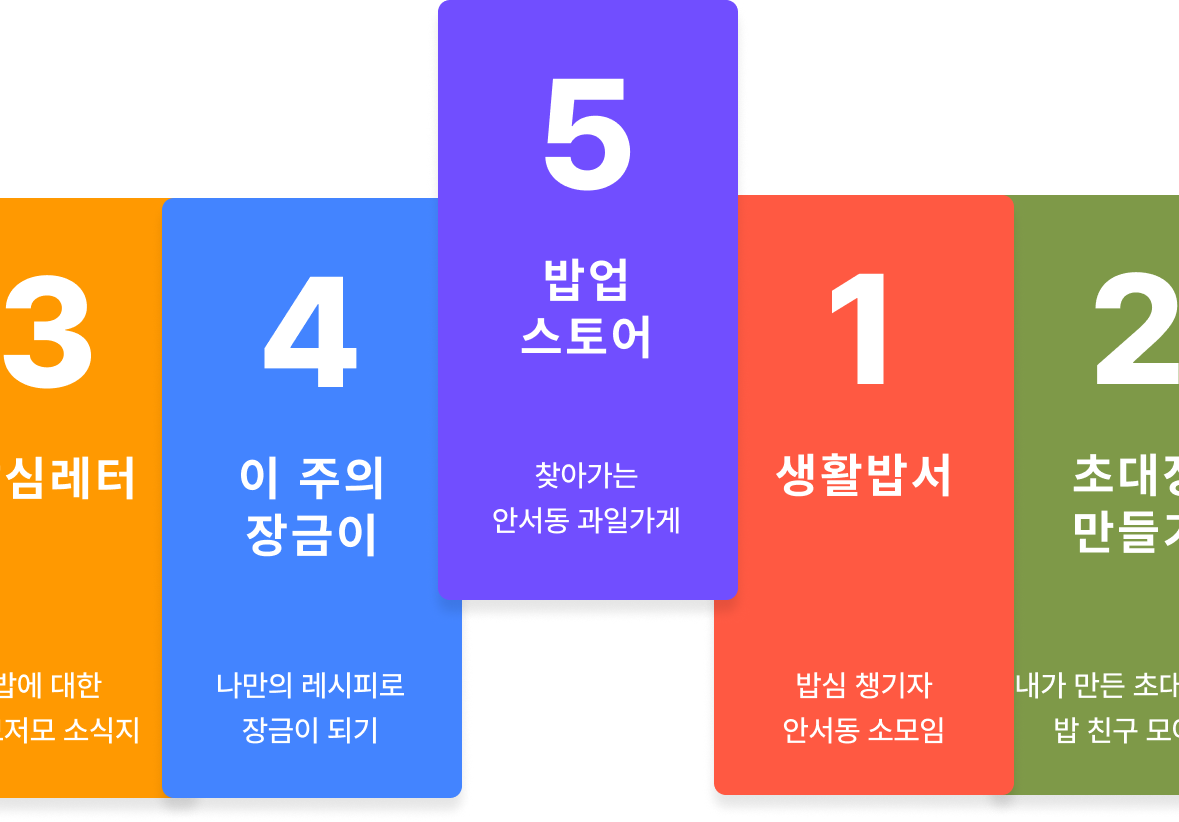 3
심레터
밥에 대한
저모 소식지
4
이 주의
장금이
나만의 레시피로
장금이 되기
5
밥업
스토어
찾아가는
안서동 과일가게
1
생활밥서
밥심 챙기자
안서동 소모임
2
초대장
만들기
내가 만든 초대
밥 친구 모